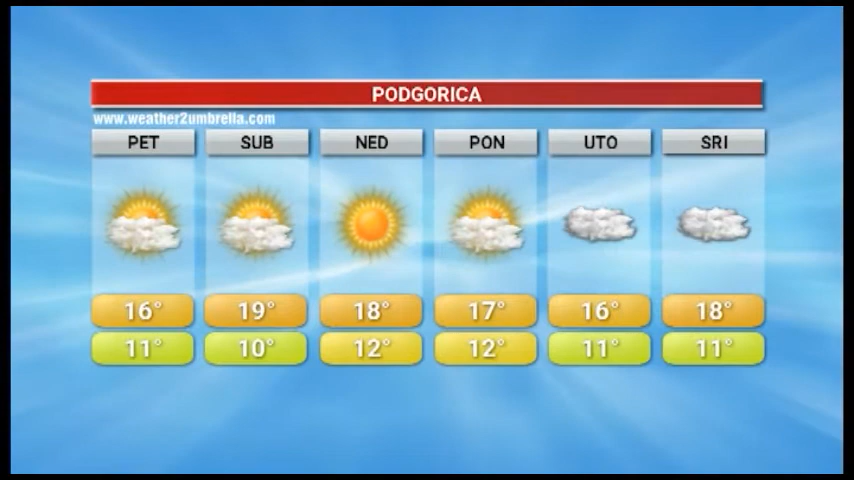 PODGORICA
www.weather2umbrella.com
PET SUB NED PON UTO SRI
16° 19° 18° 17° 16° 18°
11° 10° 12° 12° 11° 11°